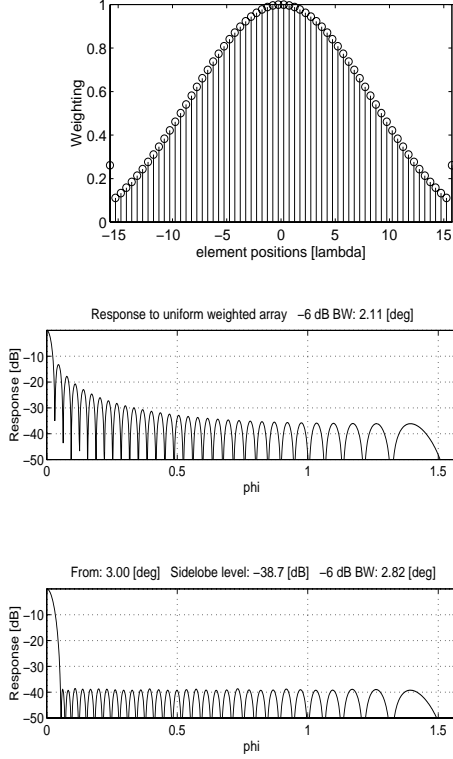 1
0.8
0.6
0.4
0.2
0
Weighting
−15 −10 −5 0 5 10 15
element positions [lambda]
Response to uniform weighted array −6 dB BW: 2.11 [deg]
−10
−20
−30
−40
−50
Response [dB]
0 0.5 1 1.5
phi
From: 3.00 [deg] Sidelobe level: −38.7 [dB] −6 dB BW: 2.82 [deg]
−10
−20
−30
−40
−50
Response [dB]
0 0.5 1 1.5
phi